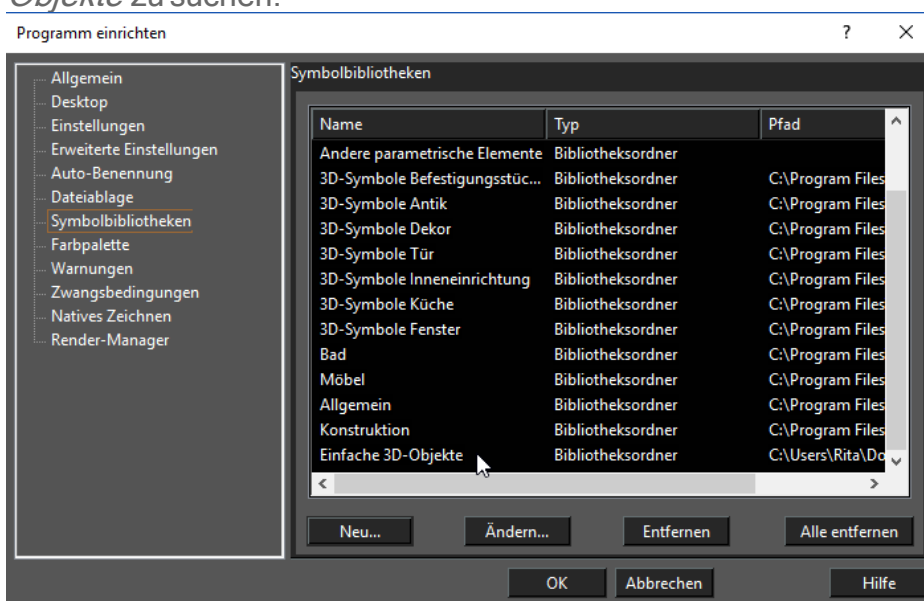 Objekte zu suchen.
Programm einrichten ? ×
Allgemein
Desktop
Einstellungen
Erweiterte Einstellungen
Auto-Benennung
Dateiablage
Symbolbibliotheken
Farbpalette
Warnungen
Zwangsbedingungen
Natives Zeichnen
Render-Manager
Symbolbibliotheken
Name Typ Pfad
Andere parametrische Elemente Bibliotheksordner
3D-Symbole Befestigungsstüc... Bibliotheksordner C:\Program Files
3D-Symbole Antik Bibliotheksordner C:\Program Files
3D-Symbole Dekor Bibliotheksordner C:\Program Files
3D-Symbole Tür Bibliotheksordner C:\Program Files
3D-Symbole Inneneinrichtung Bibliotheksordner C:\Program Files
3D-Symbole Küche Bibliotheksordner C:\Program Files
3D-Symbole Fenster Bibliotheksordner C:\Program Files
Bad Bibliotheksordner C:\Program Files
Möbel Bibliotheksordner C:\Program Files
Allgemein Bibliotheksordner C:\Program Files
Konstruktion Bibliotheksordner C:\Program Files
Einfache 3D-Objekte Bibliotheksordner C:\Users\Rita\Do
Neu... Ändern... Entfernen Alle entfernen
OK Abbrechen Hilfe